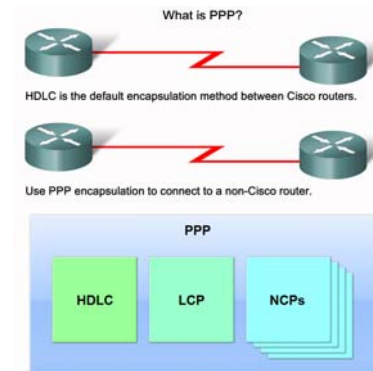 What is PPP?
HDLC is the default encapsulation method between Cisco routers.
Use PPP encapsulation to connect to a non-Cisco router.
PPP
HDLC LCP NCPs